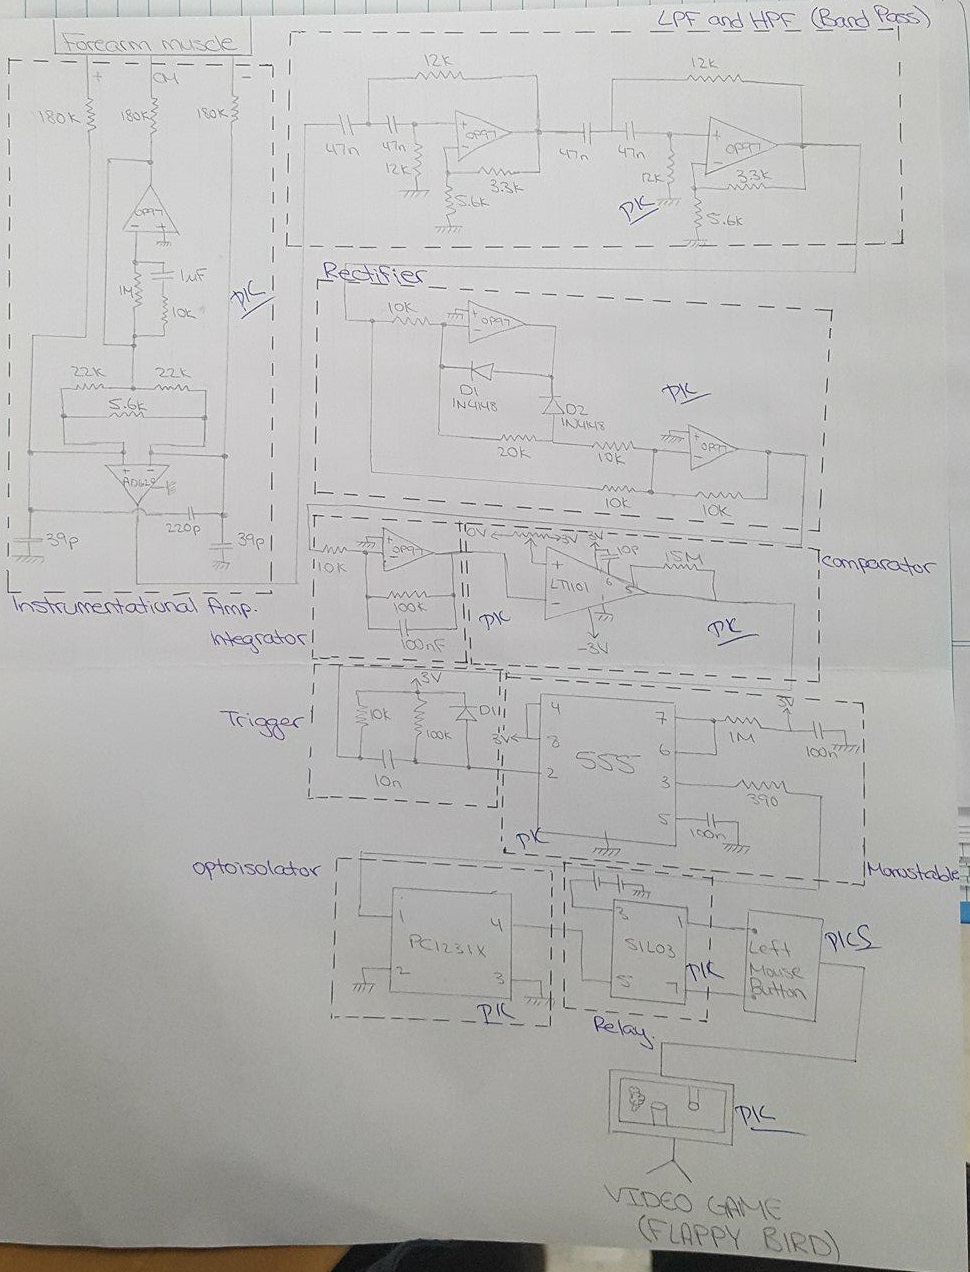 LPF and HPF (Band Pass)
Forearm muscle
+
-
180K
180K
180K
OP97
- +
1M
1uF
10k
PK
22K
22K
5.6K
+ -
220p
39p
39p
Instrumentational Amp.
12K
47n
47n
12K
+
-
OP97
3.3K
5.6K
12K
47n
47n
12K
+
-
OP97
3.3K
5.6K
PK
Rectifier
10K
+
-
OP97
D1
1N4148
D2
1N4148
20K
10K
+
-
OP97
10K
10K
PK
Integrator
10K
+
-
OP97
100K
100nF
PK
Comparator
3V
3V
10P
15M
+
-
LT1101
6
5
-3V
PK
Trigger
3V
10K
100K
D1
10n
Monostable
4
8
2
3V
555
7
6
3
5
1M
3V
100n
390
100n
PK
optoisolator
1
2
PC1231X
4
3
PK
Relay
3
5
SIL03
1
7
PK
Left
Mouse
Button
PICS
PK
VIDEO GAME
(FLAPPY BIRD)